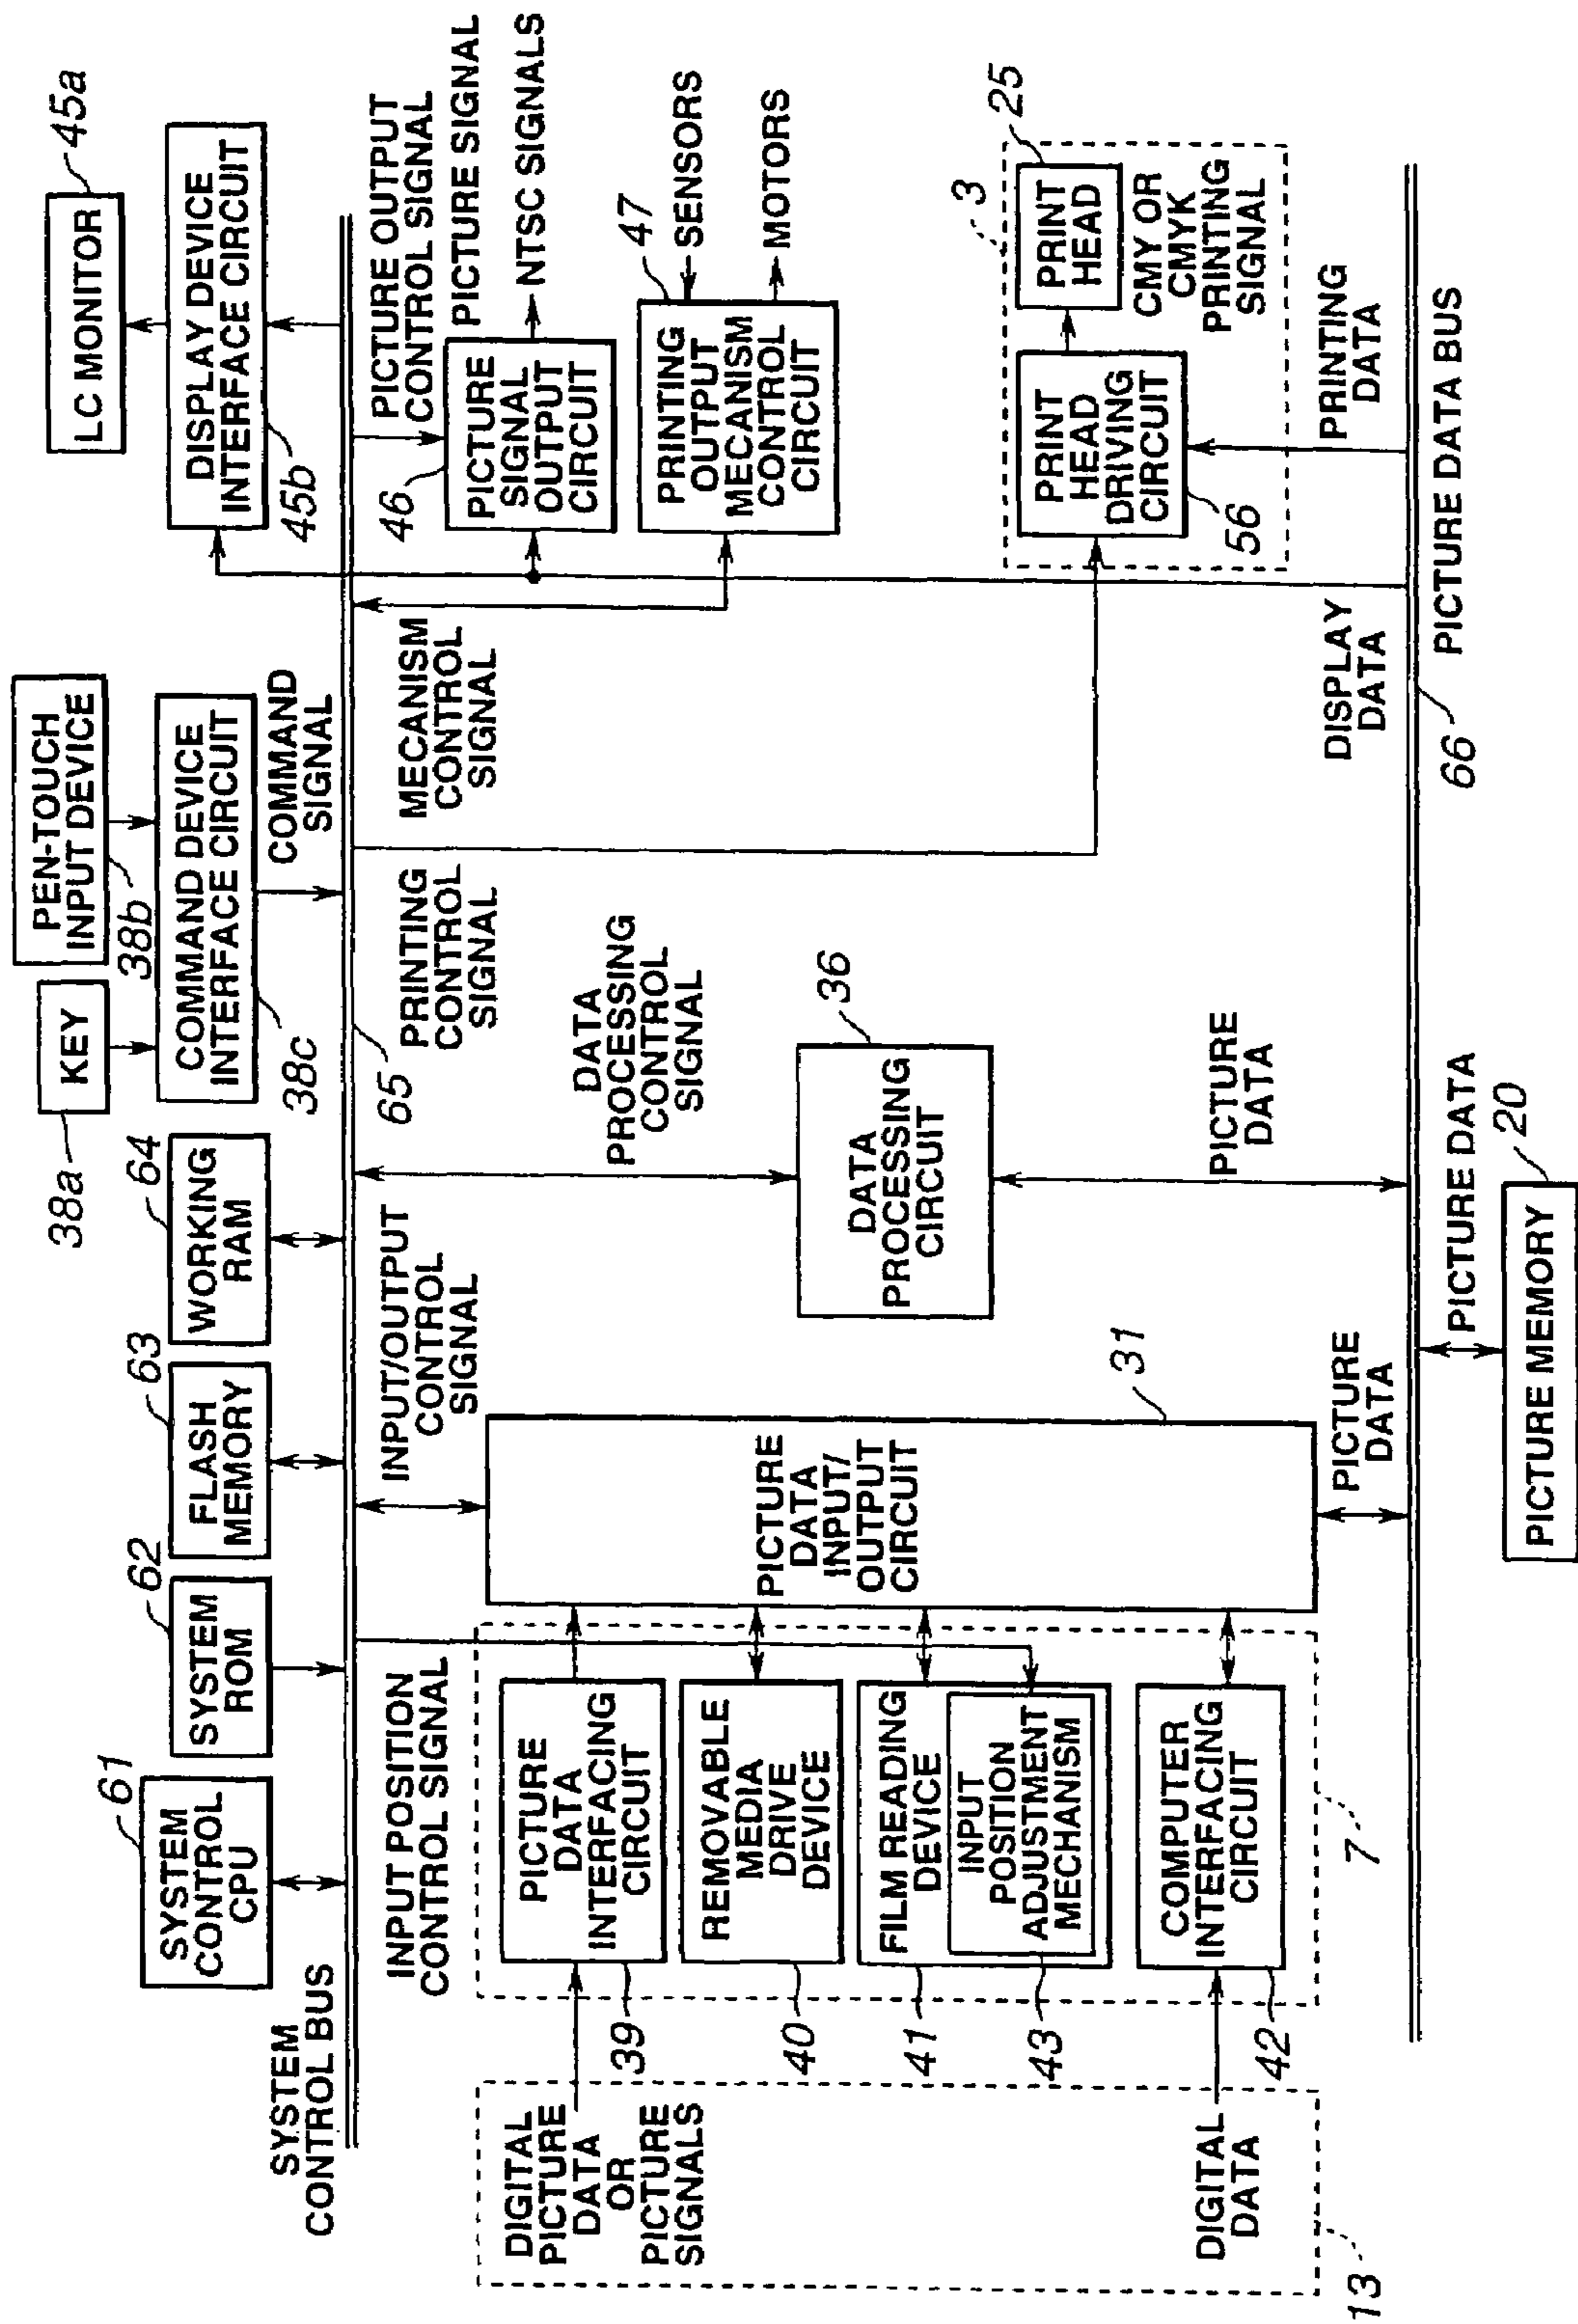 61
SYSTEM
CONTROL
CPU
62
SYSTEM
ROM
63
FLASH
MEMORY
64
WORKING
RAM
38a
KEY
PEN-TOUCH
INPUT DEVICE
38b
COMMAND DEVICE
INTERFACE CIRCUIT
38c
COMMAND
SIGNAL
LC MONITOR
45a
DISPLAY DEVICE
INTERFACE CIRCUIT
45b
SYSTEM
CONTROL BUS
65
INPUT POSITION
CONTROL SIGNAL
INPUT/OUTPUT
CONTROL
SIGNAL
DATA
PROCESSING
CONTROL
SIGNAL
PRINTING
CONTROL
SIGNAL
MECANISM
CONTROL
SIGNAL
PICTURE OUTPUT
CONTROL SIGNAL
46
PICTURE
SIGNAL
OUTPUT
CIRCUIT
PICTURE SIGNAL
NTSC SIGNALS
47
PRINTING
OUTPUT
MECANISM
CONTROL
CIRCUIT
SENSORS
MOTORS
DIGITAL
PICTURE
DATA
OR
PICTURE
SIGNALS
DIGITAL
DATA
13
PICTURE
DATA
INTERFACING
CIRCUIT
39
REMOVABLE
MEDIA
DRIVE
DEVICE
40
FILM READING
DEVICE
41
INPUT
POSITION
ADJUSTMENT
MECHANISM
43
COMPUTER
INTERFACING
CIRCUIT
42
7
PICTURE
DATA
INPUT/
OUTPUT
CIRCUIT
31
DATA
PROCESSING
CIRCUIT
36
3
PRINT
HEAD
DRIVING
CIRCUIT
56
PRINT
HEAD
25
CMY OR
CMYK
PRINTING
SIGNAL
PICTURE
DATA
PICTURE
DATA
DISPLAY
DATA
PRINTING
DATA
66
PICTURE DATA BUS
PICTURE DATA
PICTURE MEMORY
20